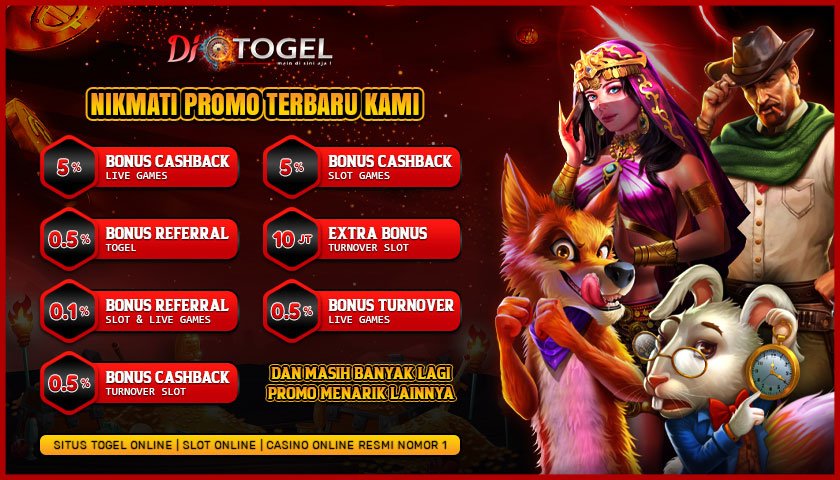 DiOTOGEL
main di sini aja !
NIKMATI PROMO TERBARU KAMI
5% BONUS CASHBACK
LIVE GAMES
5% BONUS CASHBACK
SLOT GAMES
0.5% BONUS REFERRAL
TOGEL
10 JT EXTRA BONUS
TURNOVER SLOT
0.1% BONUS REFERRAL
SLOT & LIVE GAMES
0.5% BONUS TURNOVER
LIVE GAMES
0.5% BONUS CASHBACK
TURNOVER SLOT
DAN MASIH BANYAK LAGI
PROMO MENARIK LAINNYA
SITUS TOGEL ONLINE | SLOT ONLINE | CASINO ONLINE RESMI NOMOR 1